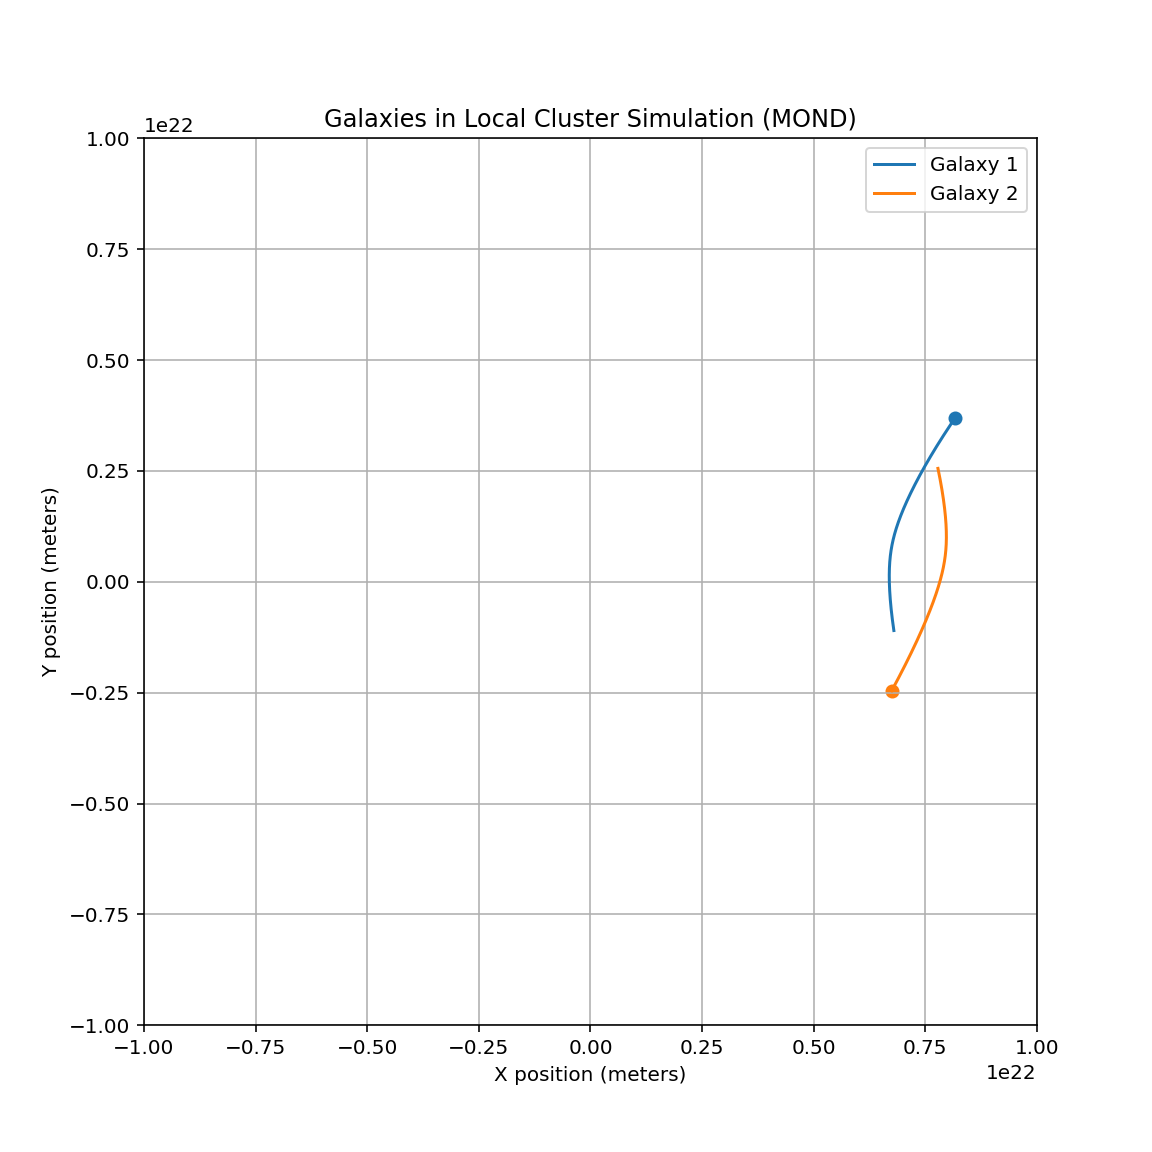 Galaxies in Local Cluster Simulation (MOND)
1e22
Galaxy 1
Galaxy 2
1.00
0.75
0.50
0.25
0.00
−0.25
−0.50
−0.75
−1.00
Y position (meters)
−1.00 −0.75 −0.50 −0.25 0.00 0.25 0.50 0.75 1.00
X position (meters)
1e22